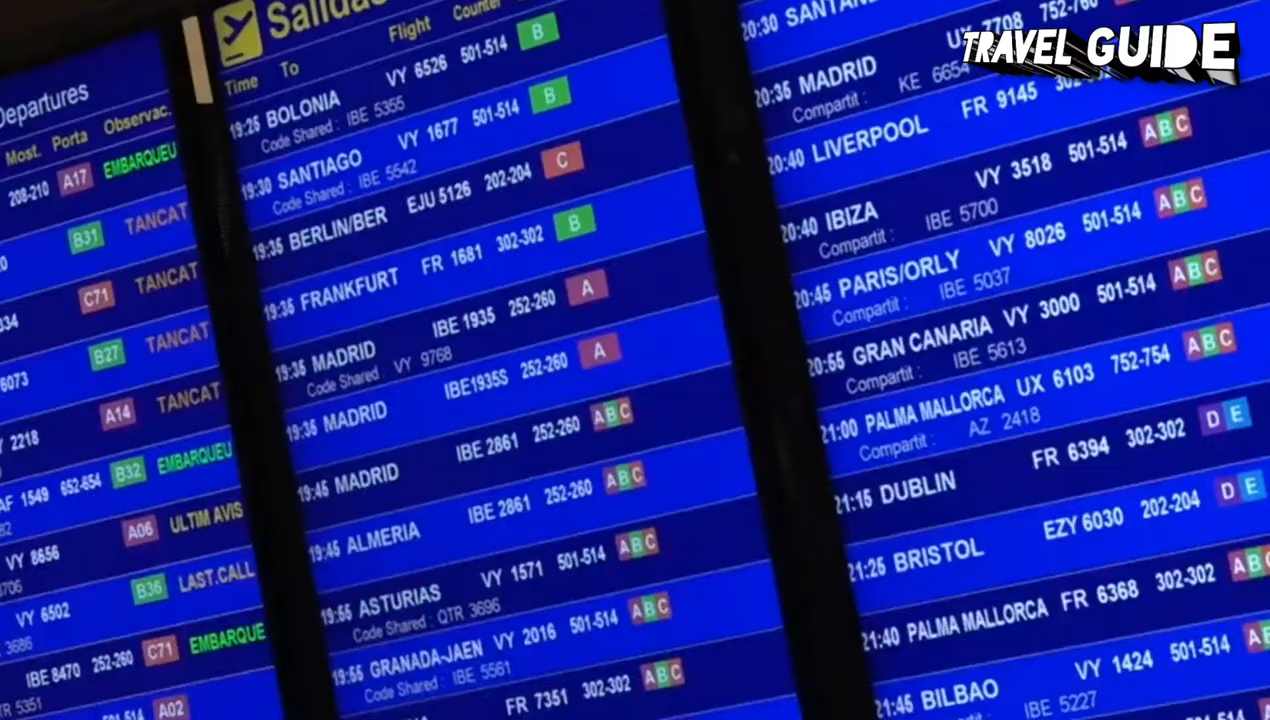 TRAVEL GUIDE
Departures
Most. Porta Observac.
208-210 A17 EMBARQUEU
B31 TANCAT
C71 TANCAT
6073 B27 TANCAT
2218 A14 TANCAT
AF 1549 652-654 B32 EMBARQUEU
VY 8656 A06 ULTIM AVIS
VY 6502 B36 LAST.CALL
3686
IBE 8470 252-260 C71 EMBARQUE
5351
A02
Salidas
Time To Flight Counter
19:25 BOLONIA VY 6526 501-514 B
Code Shared : IBE 5355
19:30 SANTIAGO VY 1677 501-514 B
Code Shared : IBE 5542
19:35 BERLIN/BER EJU 5126 202-204 C
19:35 FRANKFURT FR 1681 302-302 B
19:35 MADRID IBE 1935 252-260 A
Code Shared : VY 9768
19:35 MADRID IBE1935S 252-260 A
19:45 MADRID IBE 2861 252-260 ABC
19:45 ALMERIA IBE 2861 252-260 ABC
19:55 ASTURIAS VY 1571 501-514 ABC
Code Shared : QTR 3696
19:55 GRANADA-JAEN VY 2016 501-514 ABC
Code Shared : IBE 5561
FR 7351 302-302 ABC
20:30 SANTAN
20:35 MADRID UX 7708 752-760
Compartit : KE 6654
20:40 LIVERPOOL FR 9145
20:40 IBIZA VY 3518 501-514 ABC
Compartit : IBE 5700
20:45 PARIS/ORLY VY 8026 501-514 ABC
Compartit : IBE 5037
20:55 GRAN CANARIA VY 3000 501-514 ABC
Compartit : IBE 5613
21:00 PALMA MALLORCA UX 6103 752-754 ABC
Compartit : AZ 2418
21:15 DUBLIN FR 6394 302-302 DE
21:25 BRISTOL EZY 6030 202-204 DE
21:40 PALMA MALLORCA FR 6368 302-302 ABC
21:45 BILBAO VY 1424 501-514
IBE 5227